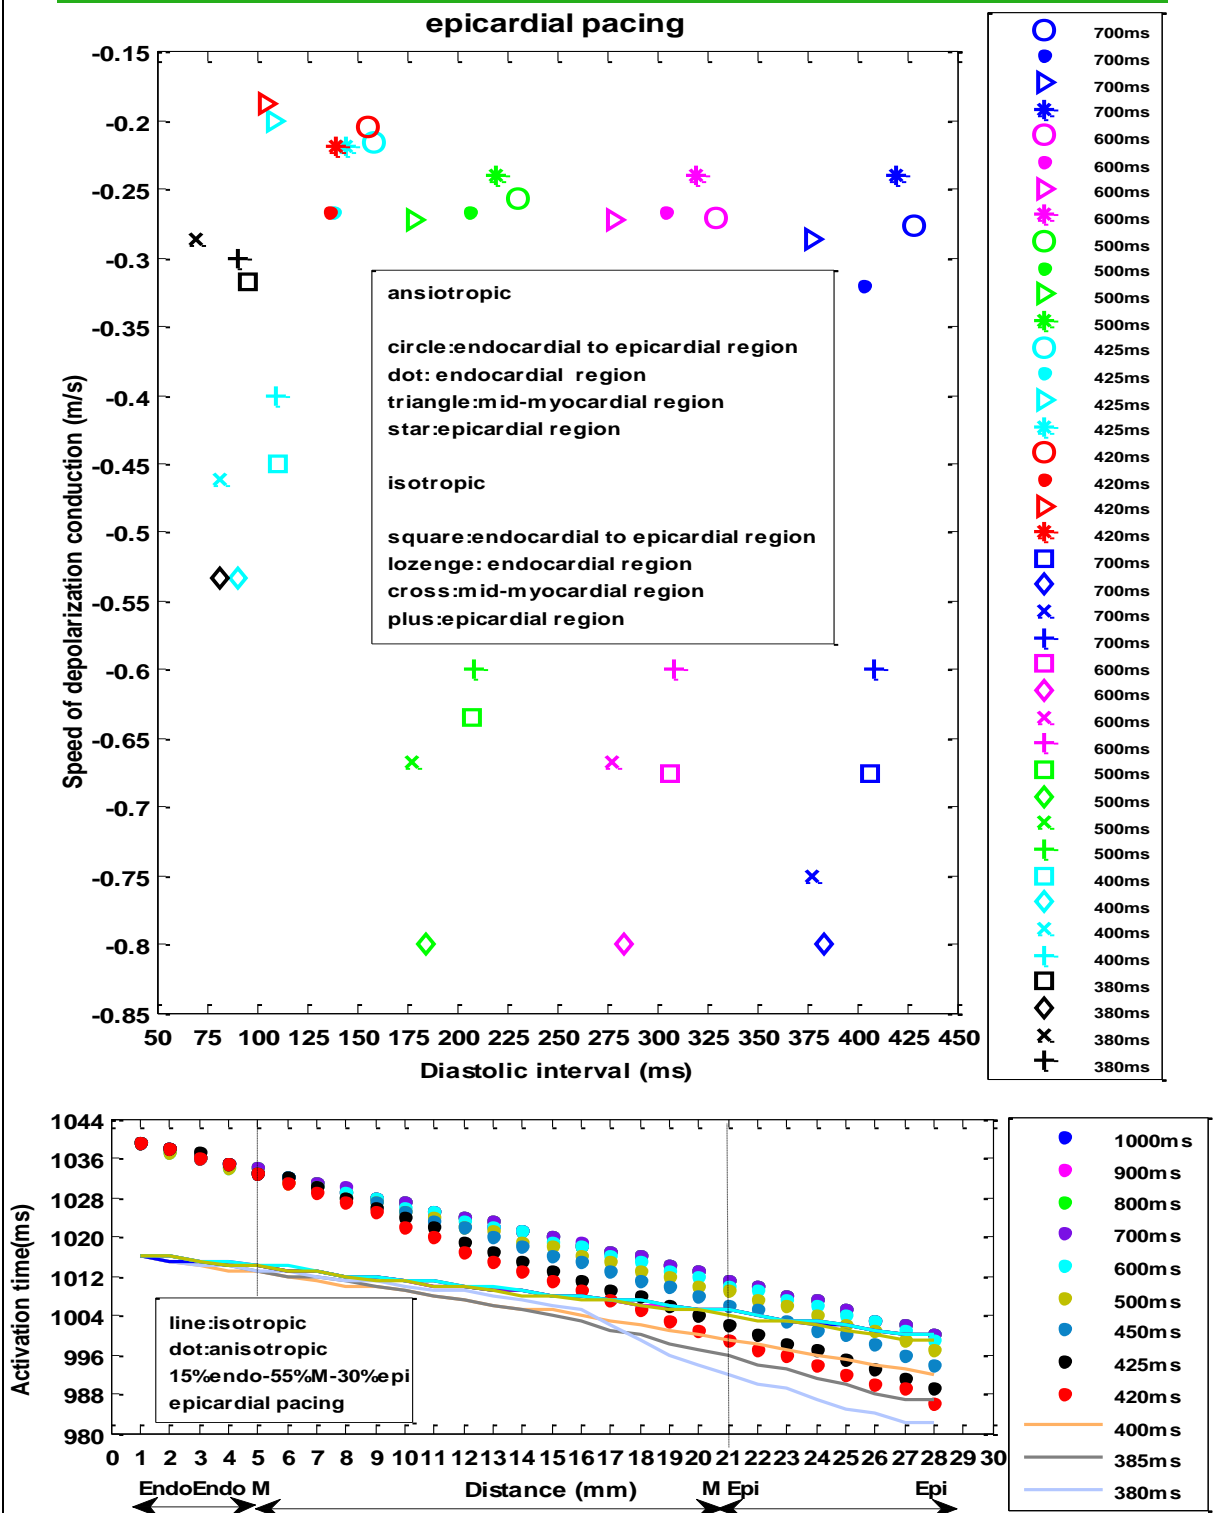 epicardial pacing
-0.15
-0.2
-0.25
-0.3
-0.35
-0.4
-0.45
-0.5
-0.55
-0.6
-0.65
-0.7
-0.75
-0.8
-0.85
Speed of depolarization conduction (m/s)
ansiotropic
circle:endocardial to epicardial region
dot: endocardial region
triangle:mid-myocardial region
star:epicardial region
isotropic
square:endocardial to epicardial region
lozenge: endocardial region
cross:mid-myocardial region
plus:epicardial region
50 75 100 125 150 175 200 225 250 275 300 325 350 375 400 425 450
Diastolic interval (ms)
700ms
700ms
700ms
700ms
600ms
600ms
600ms
600ms
500ms
500ms
500ms
500ms
425ms
425ms
425ms
425ms
420ms
420ms
420ms
420ms
700ms
700ms
700ms
700ms
600ms
600ms
600ms
600ms
500ms
500ms
500ms
500ms
400ms
400ms
400ms
400ms
380ms
380ms
380ms
380ms
1044
1036
1028
1020
1012
1004
996
988
980
Activation time(ms)
line:isotropic
dot:anisotropic
15%endo-55%M-30%epi
epicardial pacing
0 1 2 3 4 5 6 7 8 9 10 11 12 13 14 15 16 17 18 19 20 21 22 23 24 25 26 27 28 29 30
EndoEndo M Distance (mm) M Epi Epi
1000ms
900ms
800ms
700ms
600ms
500ms
450ms
425ms
420ms
400ms
385ms
380ms